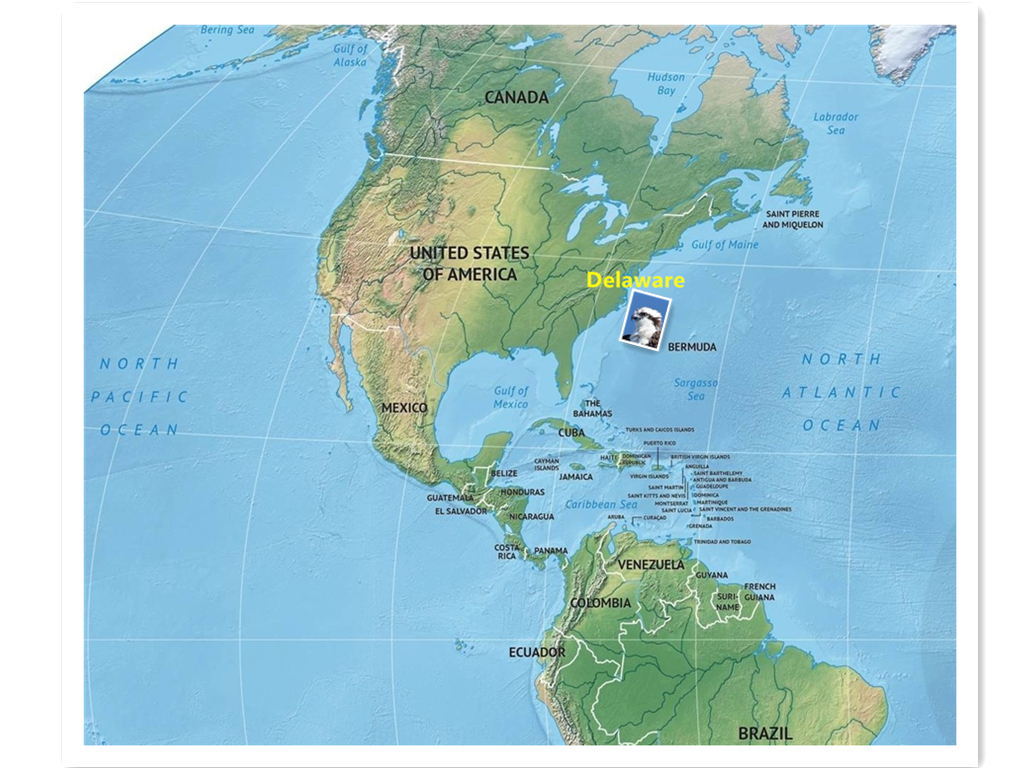 Bering Sea
Gulf of
Alaska
CANADA
Hudson
Bay
Labrador
Sea
SAINT PIERRE
AND MIQUELON
Gulf of Maine
UNITED STATES
OF AMERICA
Delaware
BERMUDA
NORTH
PACIFIC
OCEAN
NORTH
ATLANTIC
OCEAN
Sargasso
Sea
Gulf of
Mexico
MEXICO
THE
BAHAMAS
CUBA
TURKS AND CAICOS ISLANDS
PUERTO RICO
CAYMAN
ISLANDS
HAITI
DOMINICAN
REPUBLIC
BRITISH VIRGIN ISLANDS
JAMAICA
VIRGIN ISLANDS
ANGUILLA
SAINT BARTHELEMY
ANTIGUA AND BARBUDA
SAINT MARTIN
GUADELOUPE
SAINT KITTS AND NEVIS
DOMINICA
MONTSERRAT
MARTINIQUE
SAINT LUCIA
SAINT VINCENT AND THE GRENADINES
BELIZE
GUATEMALA
HONDURAS
EL SALVADOR
NICARAGUA
Caribbean Sea
ARUBA
CURAÇAO
BARBADOS
GRENADA
TRINIDAD AND TOBAGO
COSTA
RICA
PANAMA
VENEZUELA
GUYANA
FRENCH
GUIANA
SURI-
NAME
COLOMBIA
ECUADOR
BRAZIL